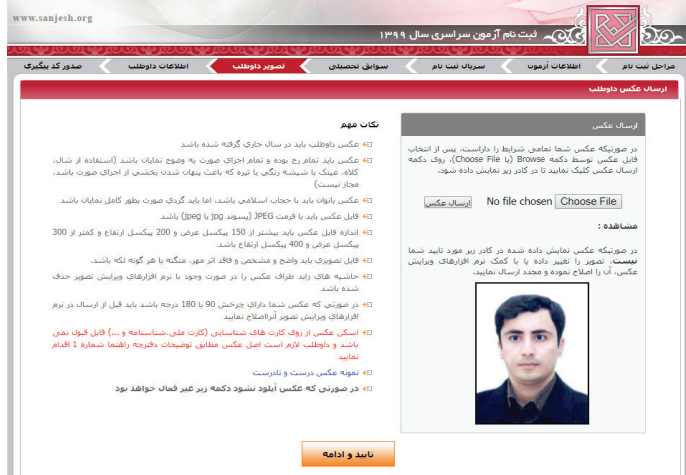 www.sanjesh.org
ثبت نام آزمون سراسری سال ۱۳۹۹
مراحل ثبت نام
اطلاعات آزمون
سریال ثبت نام
سوابق تحصیلی
تصویر داوطلب
اطلاعات داوطلب
صدور کد پیگیری
ارسال عکس داوطلب
ارسال عکس
در صورتیکه عکس شما تمامی شرایط را داراست، پس از انتخاب
فایل عکس توسط دکمه Browse (یا Choose File)، روی دکمه
ارسال عکس کلیک نمایید تا در کادر زیر نمایش داده شود.
Choose File No file chosen ارسال عکس
مشاهده :
در صورتیکه عکس نمایش داده شده در کادر زیر مورد تایید شما
نیست، تصویر را تغییر داده یا با کمک نرم افزارهای ویرایش
عکس، آن را اصلاح نموده و مجدد ارسال نمایید.
نکات مهم
عکس داوطلب باید در سال جاری گرفته شده باشد
عکس باید تمام رخ بوده و تمام اجزای صورت به وضوح نمایان باشد (استفاده از شال،
کلاه، عینک با شیشه رنگی یا تیره که باعث پنهان شدن بخشی از اجزای صورت باشد،
مجاز نیست)
عکس بانوان باید با حجاب اسلامی باشد، اما باید گردی صورت بطور کامل نمایان باشد
فایل عکس باید با فرمت JPEG (پسوند jpg یا jpeg) باشد
اندازه فایل عکس باید بیشتر از 150 پیکسل عرض و 200 پیکسل ارتفاع و کمتر از 300
پیکسل عرض و 400 پیکسل ارتفاع باشد
فایل تصویری باید واضح و مشخص و فاقد اثر مهر، منگنه یا هر گونه لکه باشد.
حاشیه های زاید طراف عکس را در صورت وجود با نرم افزارهای ویرایش تصویر حذف
شده باشد
در صورتی که عکس شما دارای چرخش 90 یا 180 درجه باشد باید قبل از ارسال در نرم
افزارهای ویرایش تصویر آنرااصلاح نمایید
اسکن عکس از روی کارت های شناسایی (کارت ملی،شناسنامه و ...) قابل قبول نمی
باشد و داوطلب لازم است اصل عکس مطابق توضیحات دفترچه راهنما شماره 1 اقدام
نمایید
نمونه عکس درست و نادرست
در صورتی که عکس آپلود نشود دکمه زیر غیر فعال خواهد بود
تایید و ادامه